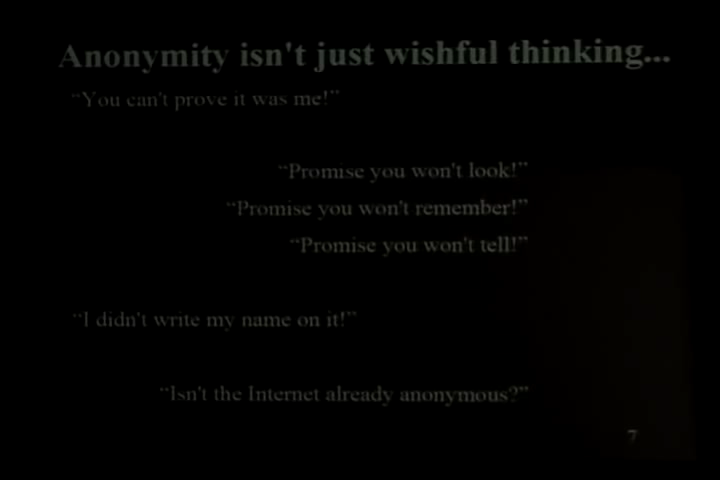 Anonymity isn't just wishful thinking...
“You can't prove it was me!”
“Promise you won't look!”
“Promise you won't remember!”
“Promise you won't tell!”
“I didn't write my name on it!”
“Isn't the Internet already anonymous?”
7